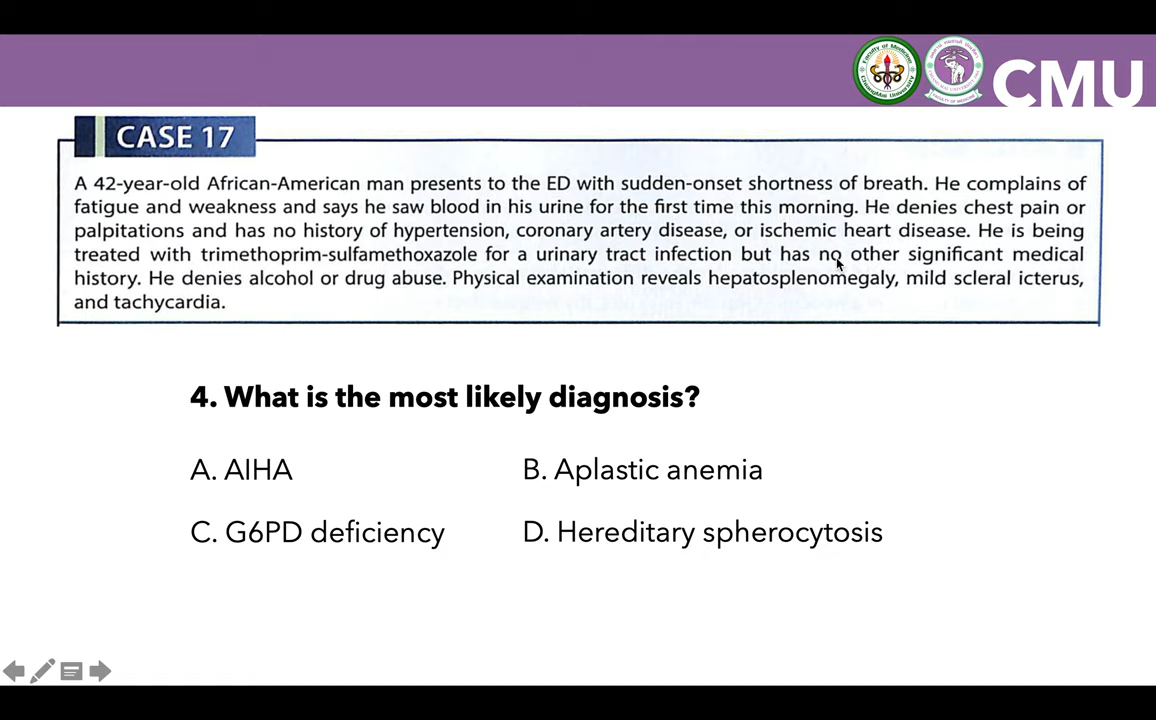 CMU
CASE 17
A 42-year-old African-American man presents to the ED with sudden-onset shortness of breath. He complains of
fatigue and weakness and says he saw blood in his urine for the first time this morning. He denies chest pain or
palpitations and has no history of hypertension, coronary artery disease, or ischemic heart disease. He is being
treated with trimethoprim-sulfamethoxazole for a urinary tract infection but has no other significant medical
history. He denies alcohol or drug abuse. Physical examination reveals hepatosplenomegaly, mild scleral icterus,
and tachycardia.
4. What is the most likely diagnosis?
A. AIHA
B. Aplastic anemia
C. G6PD deficiency
D. Hereditary spherocytosis